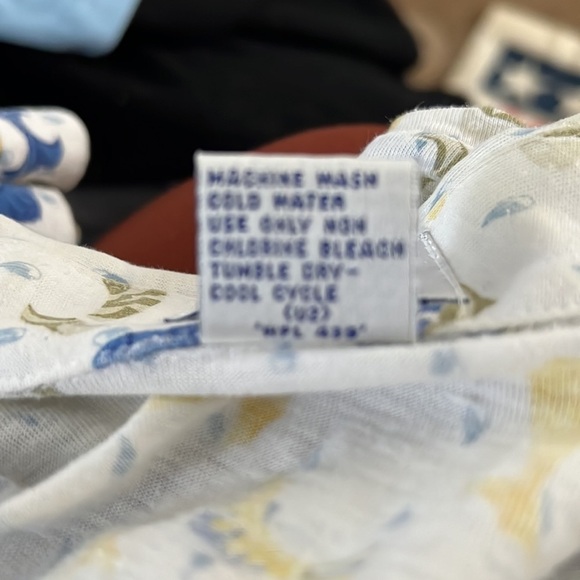 MACHINE WASH
COLD WATER
USE ONLY NON
CHLORINE BLEACH
TUMBLE DRY-
COOL CYCLE
(U2)